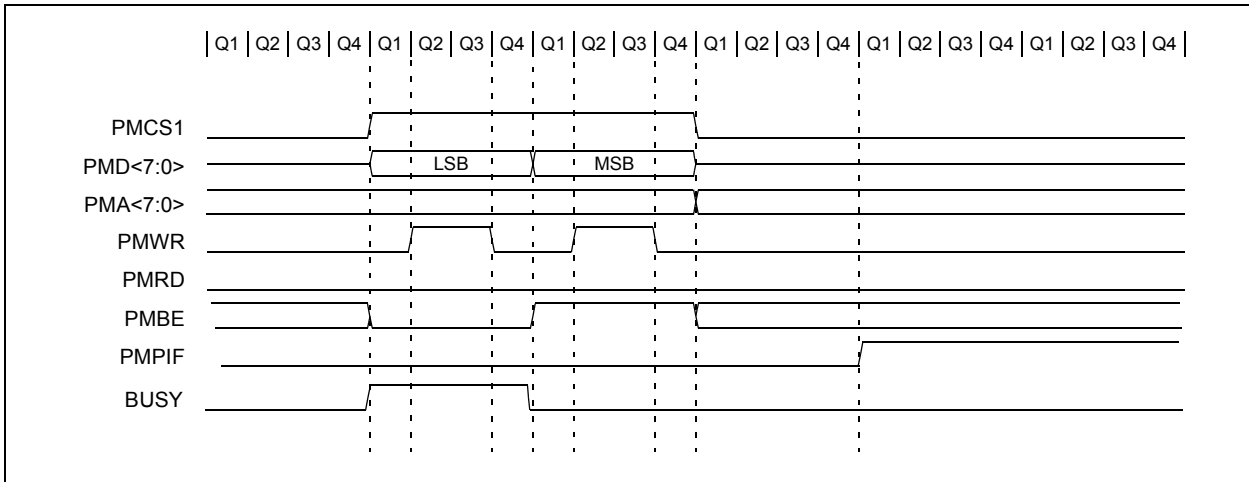 Q1 Q2 Q3 Q4 Q1 Q2 Q3 Q4 Q1 Q2 Q3 Q4 Q1 Q2 Q3 Q4 Q1 Q2 Q3 Q4 Q1 Q2 Q3 Q4
PMCS1
PMD<7:0> LSB MSB
PMA<7:0>
PMWR
PMRD
PMBE
PMPIF
BUSY